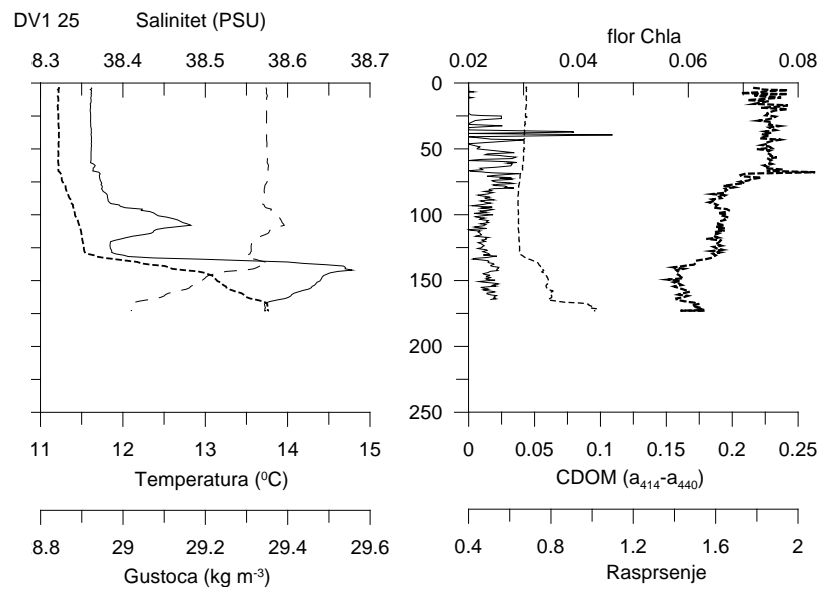 DV1 25 Salinitet (PSU)
8.3 38.4 38.5 38.6 38.7
11 12 13 14 15
Temperatura (⁰C)
8.8 29 29.2 29.4 29.6
Gustoca (kg m⁻³)
flor Chla
0.02 0.04 0.06 0.08
0
50
100
150
200
250
0 0.05 0.1 0.15 0.2 0.25
CDOM (a₄₁₄-a₄₄₀)
0.4 0.8 1.2 1.6 2
Rasprsenje